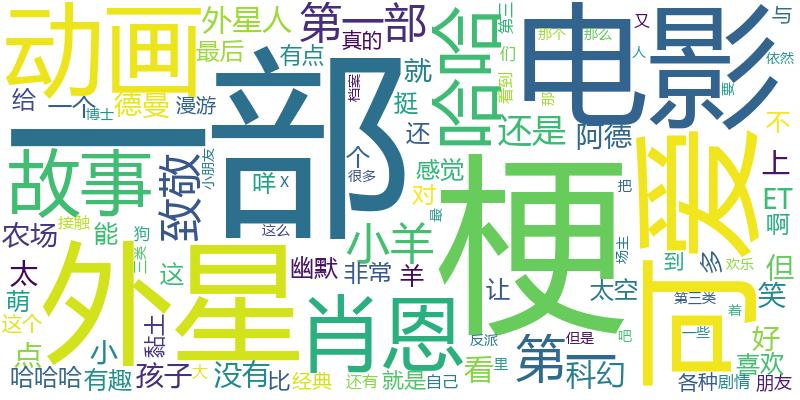 动画
外星人
第一部
哈哈
第三
电影
又
与
最后
有点
真的
们
那个
那么
人
依然
给
一个
博士
德曼
漫游
一部
档案
就
挺
看到
那
要
还
还是
阿德
不
故事
致敬
小朋友
咩
X
个
很多
感觉
对
最
梗
把
可爱
上
ET
啊
农场
接触
能
狗
三类
这么
小羊
场主
到
多
欢乐
但
太
萌
外星
这
幽默
非常
羊
让
太空
第三类
着
笑
这个
点
小
黏土
肖恩
反派
第一
但是
吧
一些
好
喜欢
哈哈哈
有趣
孩子
大
没有
比
经典
还有
就是
自己
看
里
科幻
各种
剧情
朋友